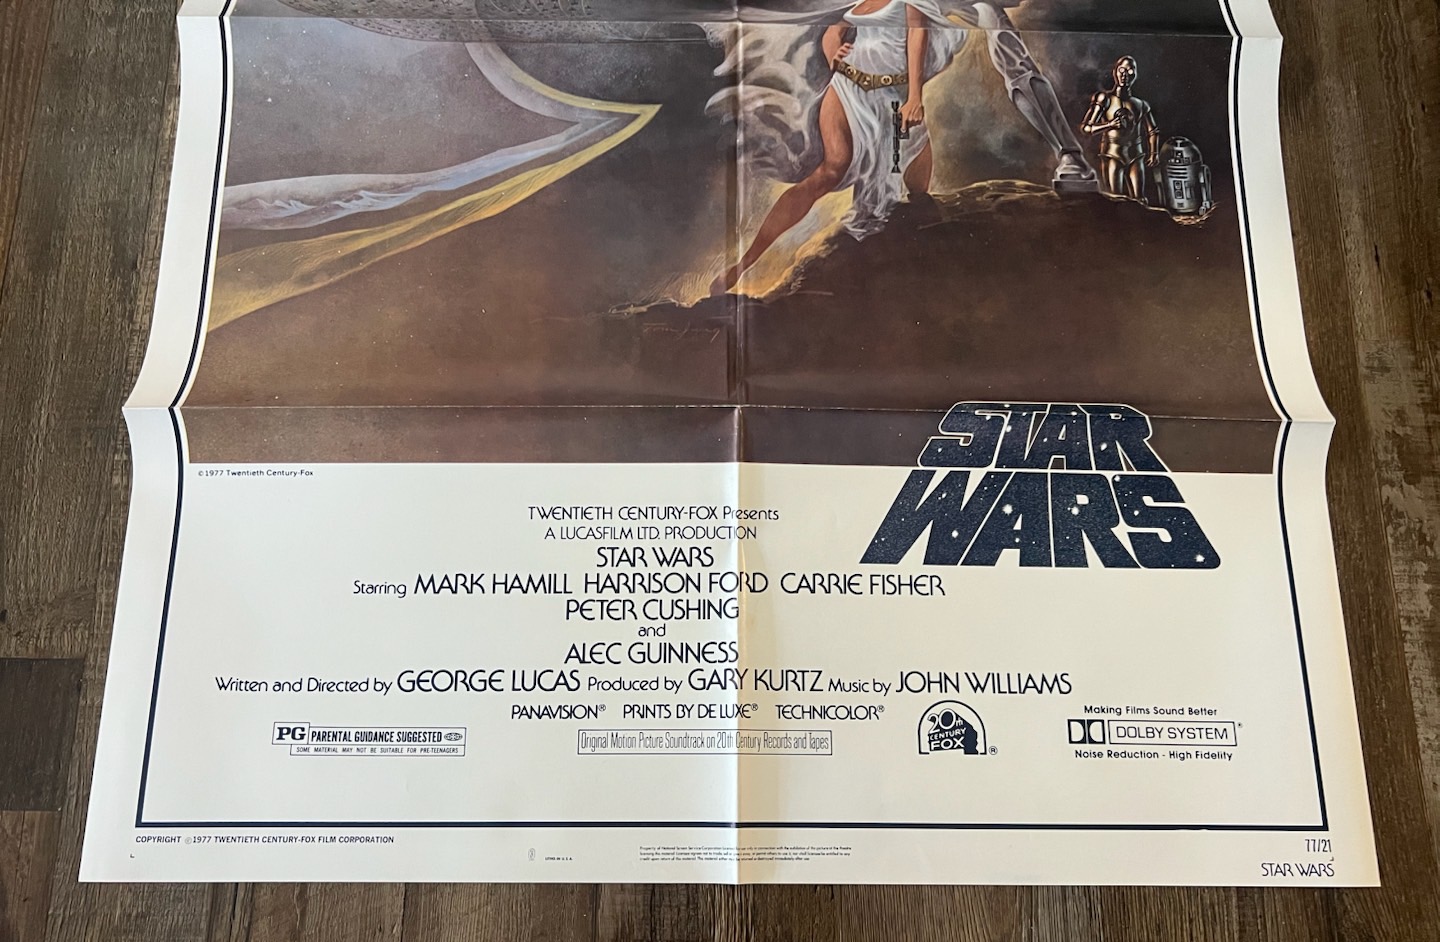 STAR
WARS
©1977 Twentieth Century-Fox
TWENTIETH CENTURY-FOX Presents
A LUCASFILM LTD. PRODUCTION
STAR WARS
Starring MARK HAMILL HARRISON FORD CARRIE FISHER
PETER CUSHING
and
ALEC GUINNESS
Written and Directed by GEORGE LUCAS Produced by GARY KURTZ Music by JOHN WILLIAMS
PANAVISION® PRINTS BY DE LUXE® TECHNICOLOR®
PG PARENTAL GUIDANCE SUGGESTED
SOME MATERIAL MAY NOT BE SUITABLE FOR PRE-TEENAGERS
Original Motion Picture Soundtrack on 20th Century Records and Tapes
20th
CENTURY
FOX ®
Making Films Sound Better
DOLBY SYSTEM ®
Noise Reduction - High Fidelity
COPYRIGHT ©1977 TWENTIETH CENTURY-FOX FILM CORPORATION
LITHO IN U.S.A.
77/21
STAR WARS